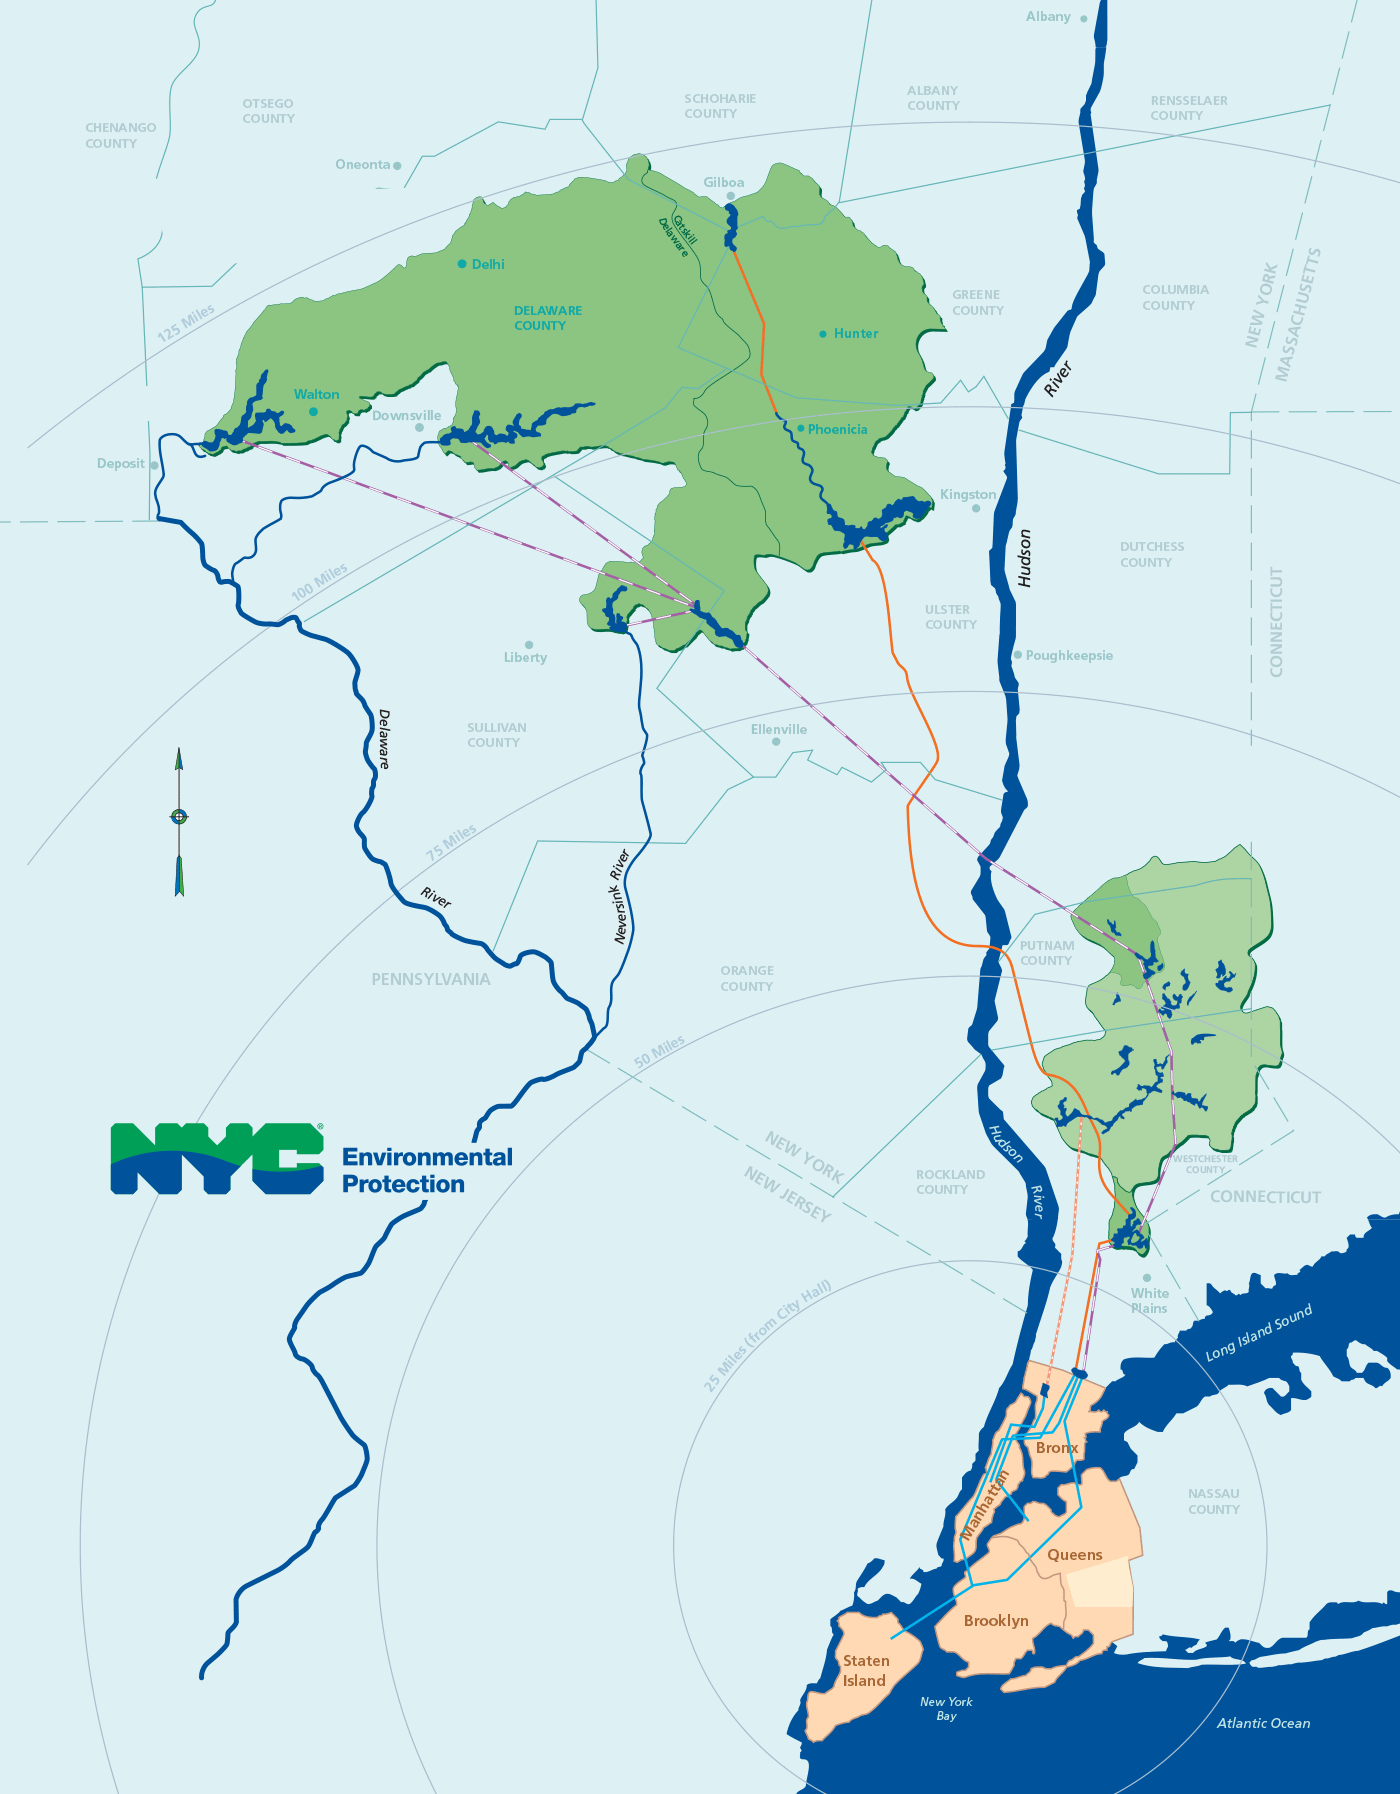 Albany
CHENANGO
COUNTY
OTSEGO
COUNTY
SCHOHARIE
COUNTY
ALBANY
COUNTY
RENSSELAER
COUNTY
Oneonta
Gilboa
Catskill
Delaware
Delhi
DELAWARE
COUNTY
Hunter
GREENE
COUNTY
COLUMBIA
COUNTY
NEW YORK
MASSACHUSETTS
125 Miles
River
Walton
Downsville
Phoenicia
Deposit
Kingston
Hudson
DUTCHESS
COUNTY
CONNECTICUT
100 Miles
ULSTER
COUNTY
Liberty
Poughkeepsie
Delaware
SULLIVAN
COUNTY
Ellenville
75 Miles
River
Neversink River
PENNSYLVANIA
ORANGE
COUNTY
PUTNAM
COUNTY
50 Miles
NYC®
Environmental
Protection
NEW YORK
NEW JERSEY
Hudson
River
ROCKLAND
COUNTY
WESTCHESTER
COUNTY
CONNECTICUT
White
Plains
25 Miles (from City Hall)
Long Island Sound
Bronx
Manhattan
NASSAU
COUNTY
Queens
Brooklyn
Staten
Island
New York
Bay
Atlantic Ocean